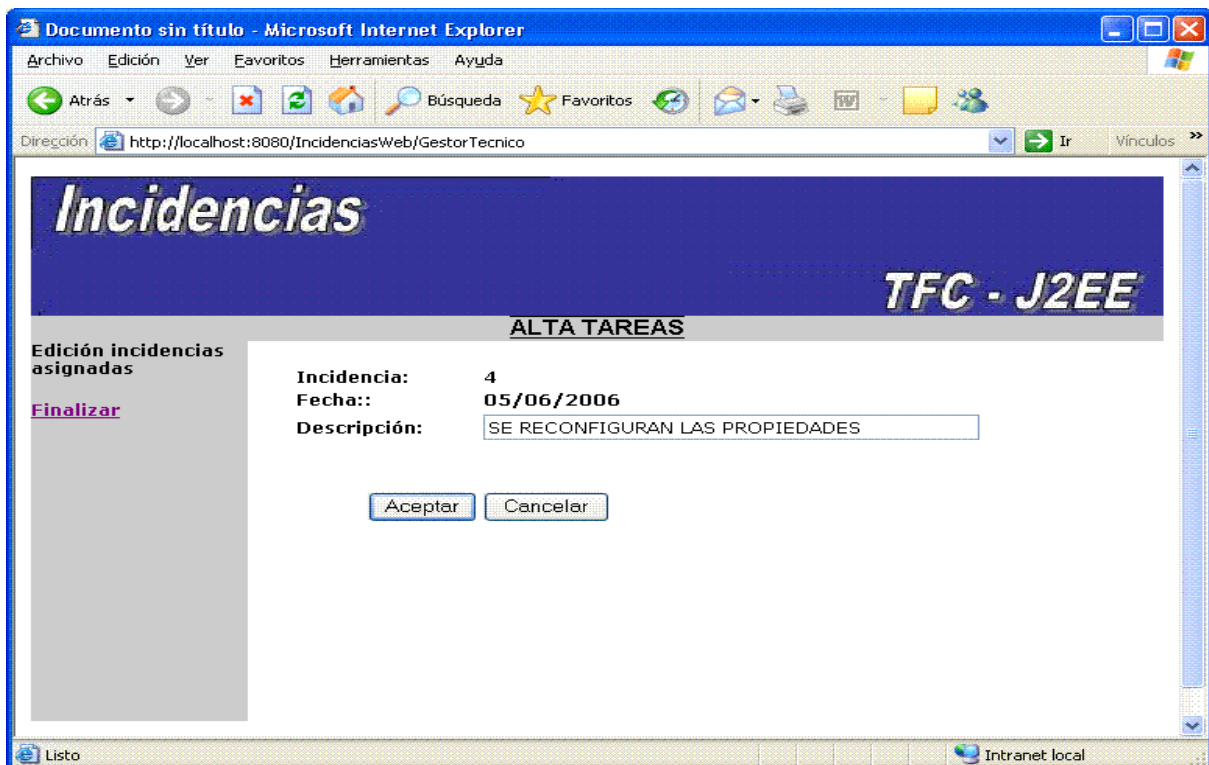 Documento sin título - Microsoft Internet Explorer
Archivo Edición Ver Favoritos Herramientas Ayuda
Atrás Búsqueda Favoritos
Dirección http://localhost:8080/IncidenciasWeb/GestorTecnico Ir Vínculos »
Incidencias
TFC - J2EE
ALTA TAREAS
Edición incidencias
asignadas
Finalizar
Incidencia: 4
Fecha:: 05/06/2006
Descripción: SE RECONFIGURAN LAS PROPIEDADES
Aceptar Cancelar
Listo Intranet local